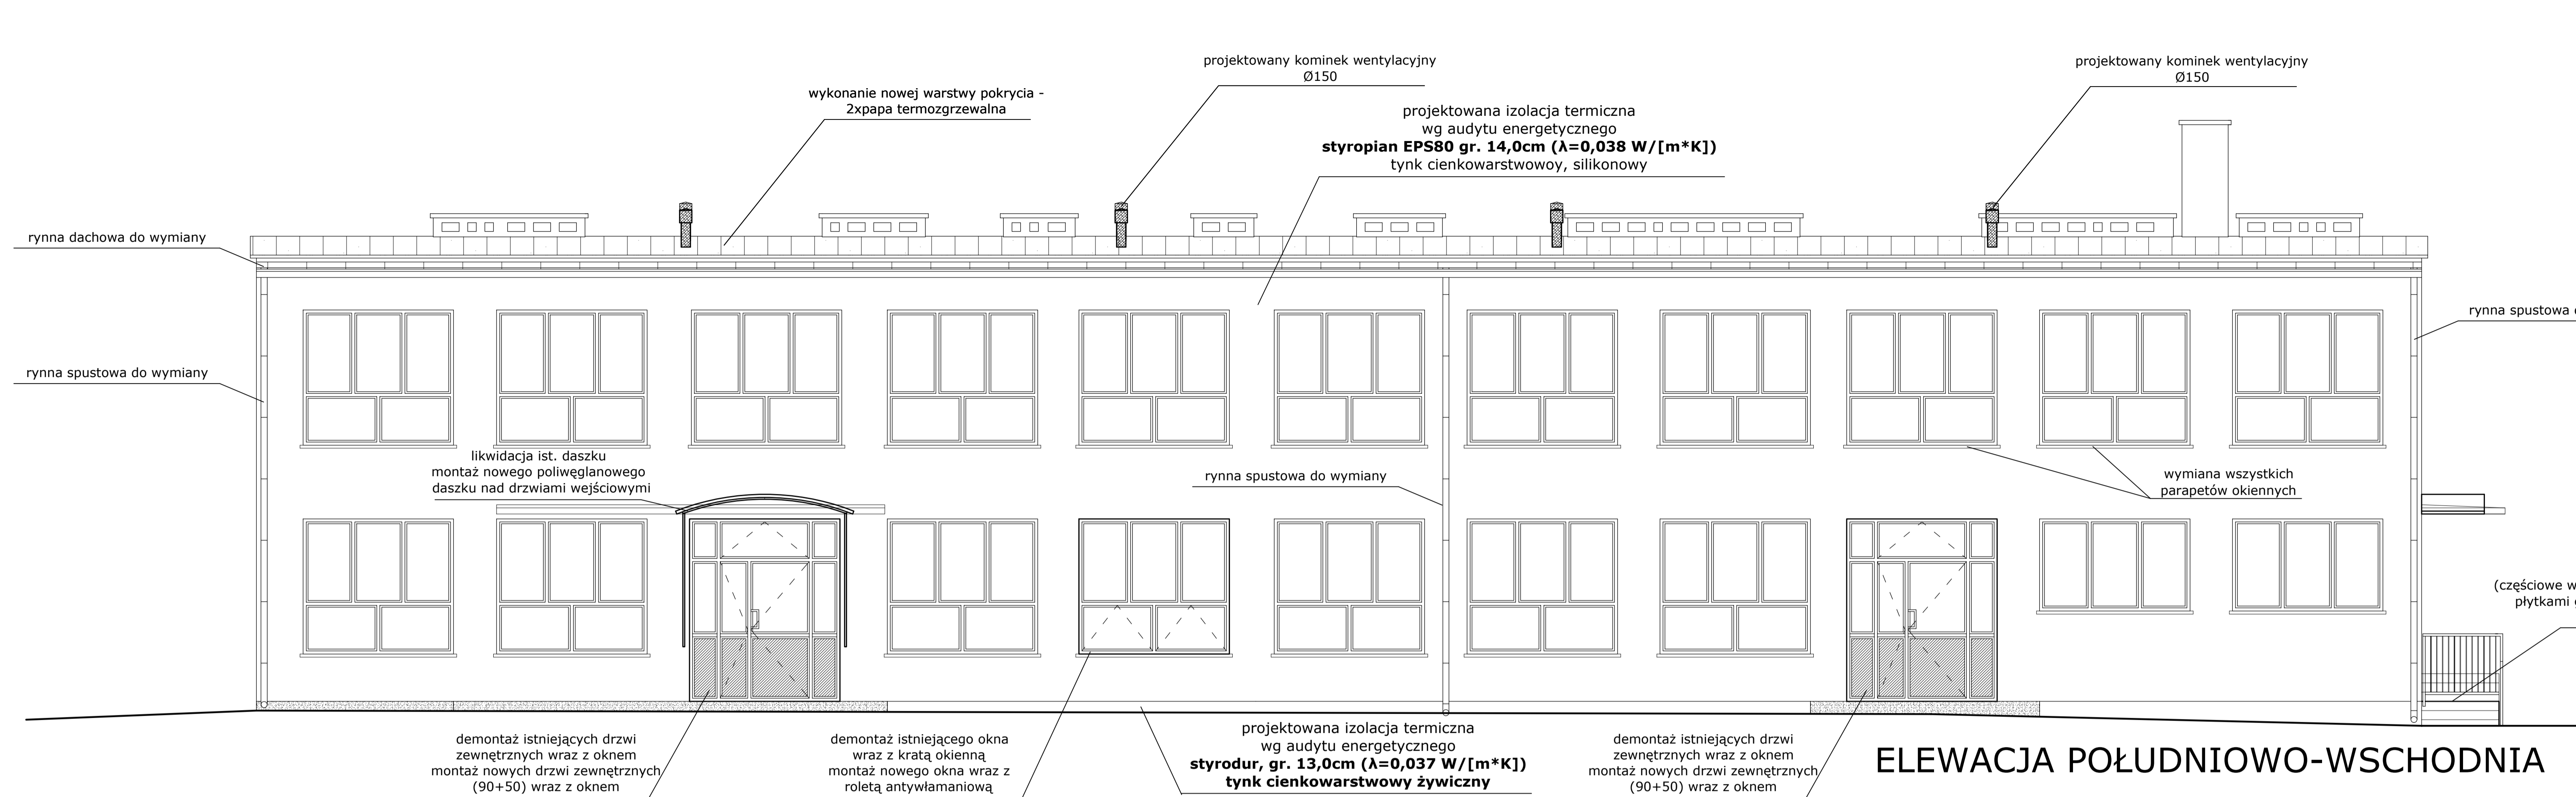 projektowany kominek wentylacyjny
Ø150
projektowany kominek wentylacyjny
Ø150
wykonanie nowej warstwy pokrycia -
2xpapa termozgrzewalna
projektowana izolacja termiczna
wg audytu energetycznego
styropian EPS80 gr. 14,0cm (λ=0,038 W/[m*K])
tynk cienkowarstwowoy, silikonowy
rynna dachowa do wymiany
rynna spustowa
rynna spustowa do wymiany
likwidacja ist. daszku
montaż nowego poliwęglanowego
daszku nad drzwiami wejściowymi
rynna spustowa do wymiany
wymiana wszystkich
parapetów okiennych
(częściowe
płytkami
demontaż istniejących drzwi
zewnętrznych wraz z oknem
montaż nowych drzwi zewnętrznych
(90+50) wraz z oknem
demontaż istniejącego okna
wraz z kratą okienną
montaż nowego okna wraz z
roletą antywłamaniową
projektowana izolacja termiczna
wg audytu energetycznego
styrodur, gr. 13,0cm (λ=0,037 W/[m*K])
tynk cienkowarstwowy żywiczny
demontaż istniejących drzwi
zewnętrznych wraz z oknem
montaż nowych drzwi zewnętrznych
(90+50) wraz z oknem
ELEWACJA POŁUDNIOWO-WSCHODNIA